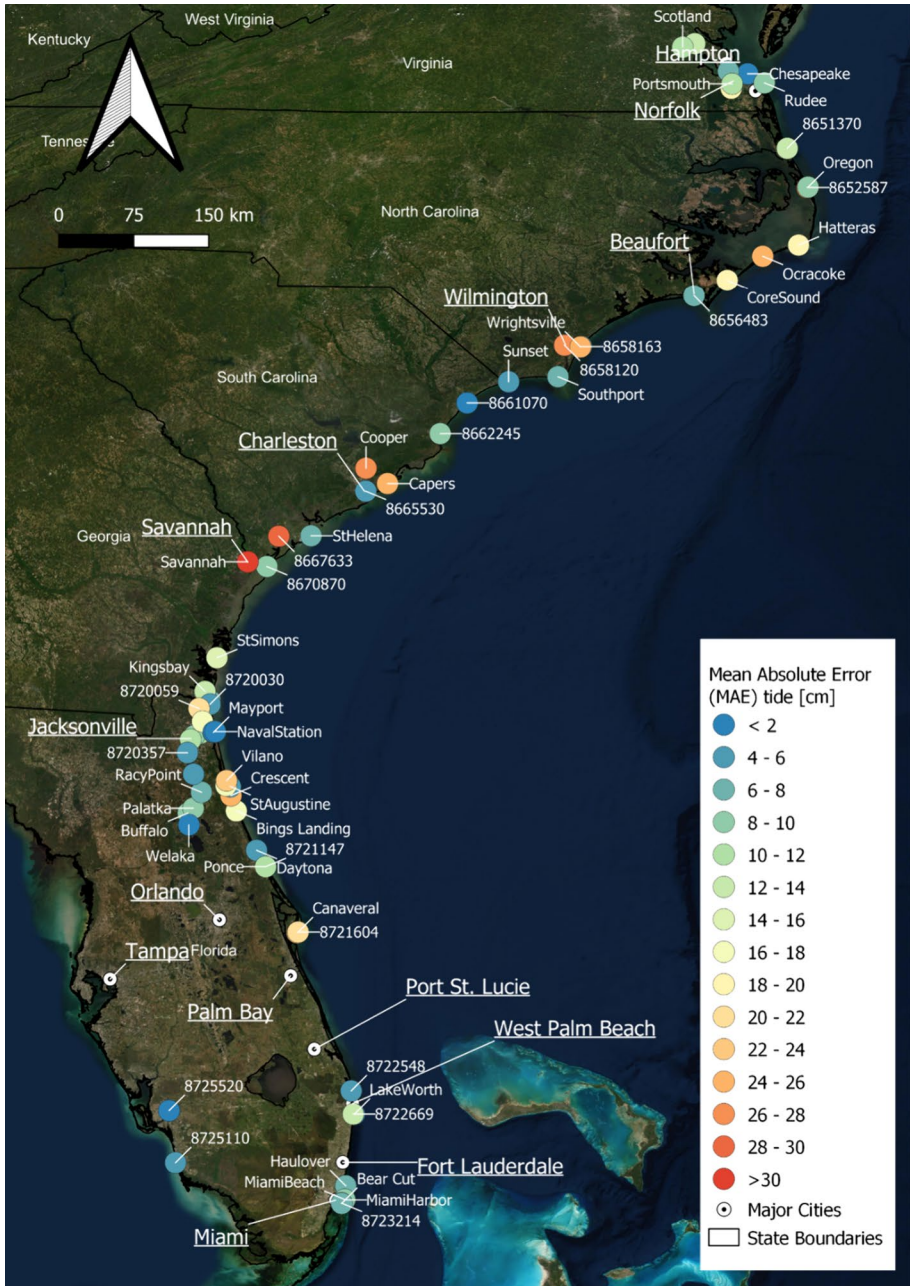 West Virginia
Kentucky
Virginia
Scotland
Hampton
Chesapeake
Portsmouth
Rudee
Norfolk
Tennessee
8651370
Oregon
8652587
0 75 150 km
North Carolina
Hatteras
Beaufort
Ocracoke
CoreSound
8656483
Wilmington
Wrightsville
8658163
8658120
Sunset
Southport
South Carolina
8661070
8662245
Charleston
Cooper
Capers
8665530
Georgia
Savannah
StHelena
Savannah
8667633
8670870
StSimons
Kingsbay
8720030
8720059
Mayport
Jacksonville
NavalStation
8720357
Vilano
RacyPoint
Crescent
StAugustine
Palatka
Buffalo
Bings Landing
Welaka
8721147
Ponce
Daytona
Orlando
Canaveral
8721604
Tampa
Florida
Palm Bay
Port St. Lucie
West Palm Beach
8722548
8725520
LakeWorth
8722669
8725110
Haulover
Fort Lauderdale
MiamiBeach
Bear Cut
MiamiHarbor
Miami
8723214
Mean Absolute Error
(MAE) tide [cm]
< 2
4 - 6
6 - 8
8 - 10
10 - 12
12 - 14
14 - 16
16 - 18
18 - 20
20 - 22
22 - 24
24 - 26
26 - 28
28 - 30
>30
Major Cities
State Boundaries